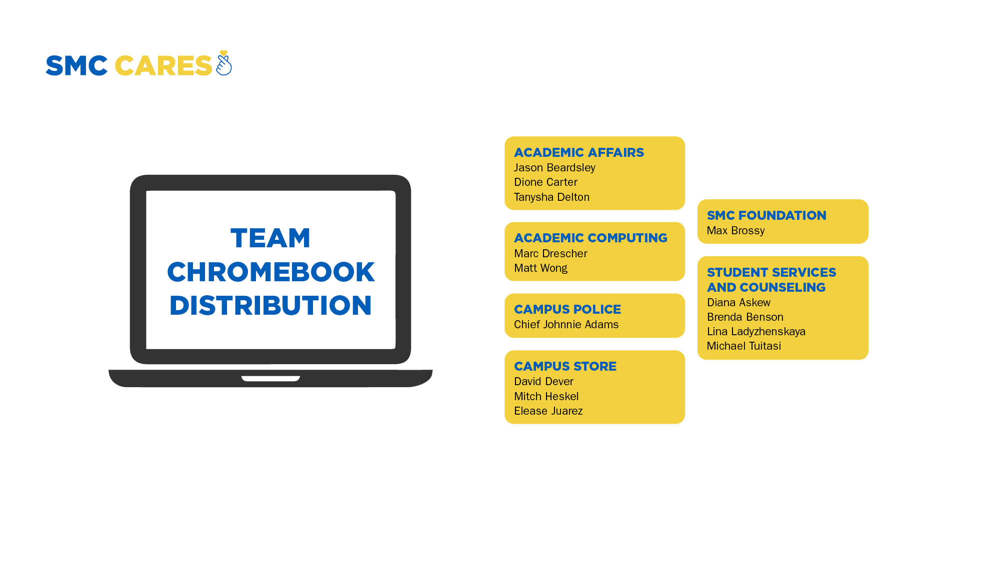 SMC CARES
TEAM
CHROMEBOOK
DISTRIBUTION
ACADEMIC AFFAIRS
Jason Beardsley
Dione Carter
Tanysha Delton
ACADEMIC COMPUTING
Marc Drescher
Matt Wong
CAMPUS POLICE
Chief Johnnie Adams
CAMPUS STORE
David Dever
Mitch Heskel
Elease Juarez
SMC FOUNDATION
Max Brossy
STUDENT SERVICES
AND COUNSELING
Diana Askew
Brenda Benson
Lina Ladyzhenskaya
Michael Tuitasi